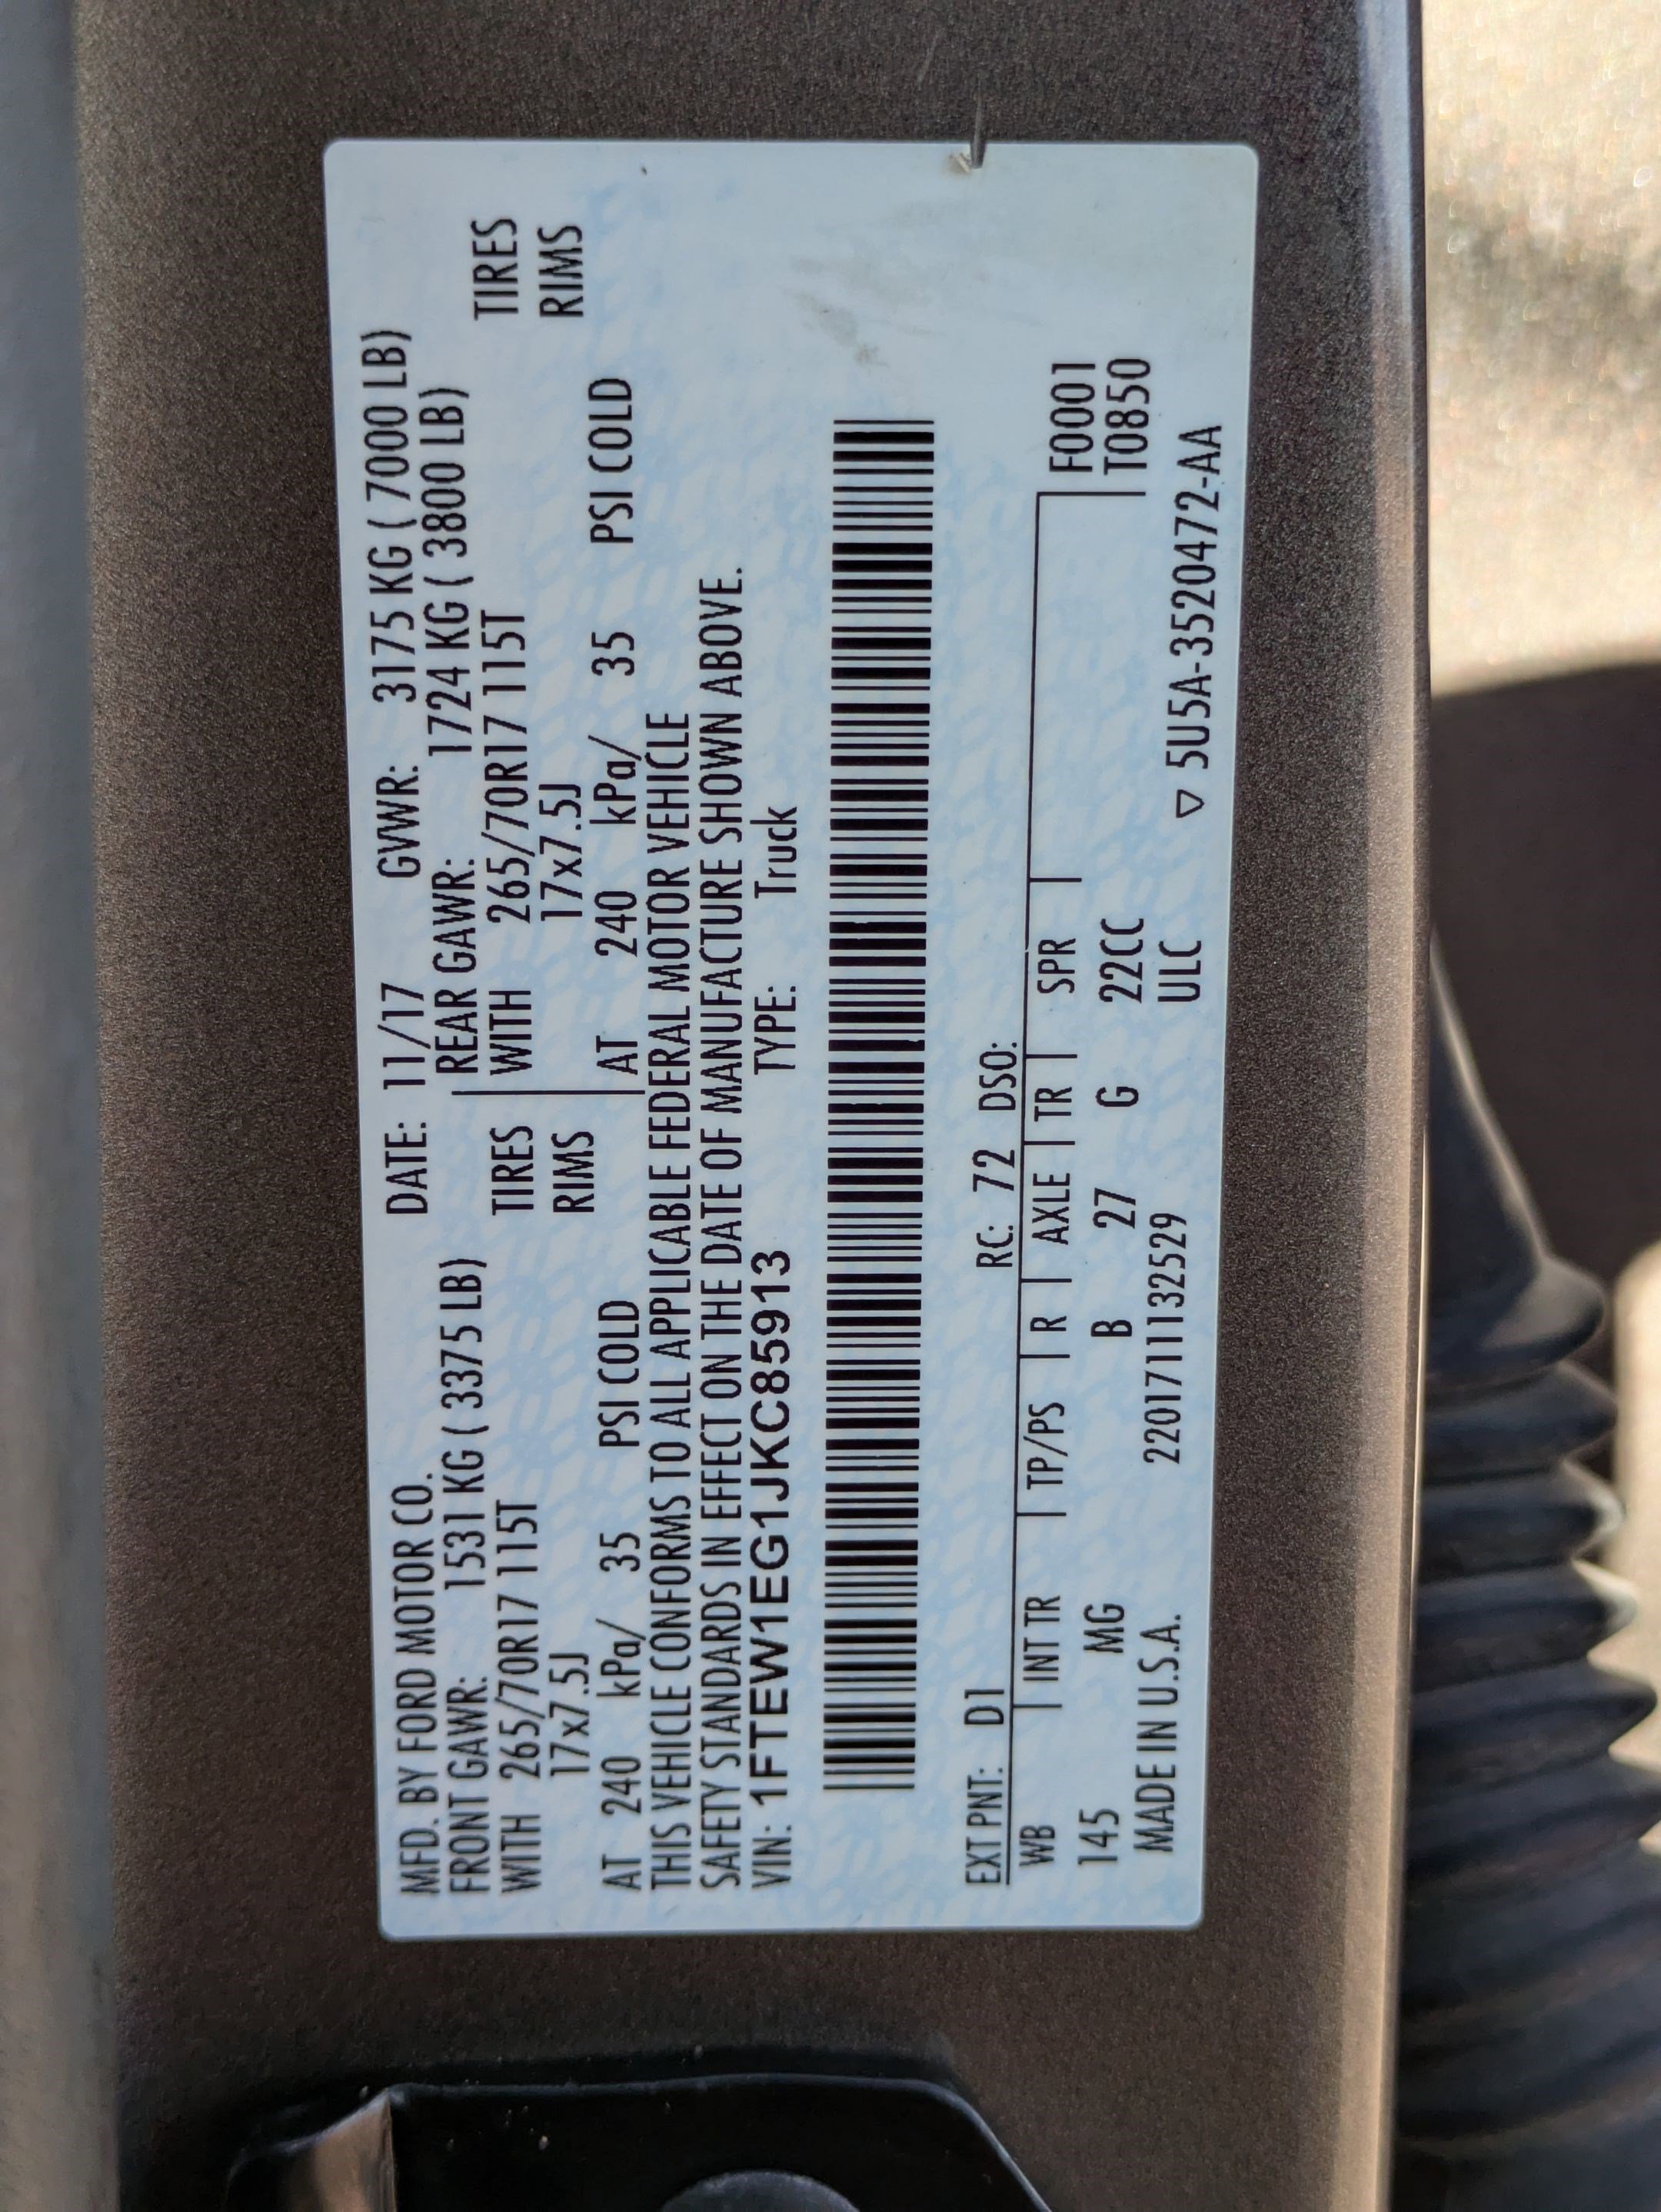 MFD. BY FORD MOTOR CO. DATE: 11/17 GVWR: 3175 KG ( 7000 LB)
FRONT GAWR: 1531 KG ( 3375 LB) REAR GAWR: 1724 KG ( 3800 LB)
WITH 265/70R17 115T TIRES WITH 265/70R17 115T TIRES
17x7.5J RIMS 17x7.5J RIMS
AT 240 kPa/ 35 PSI COLD AT 240 kPa/ 35 PSI COLD
THIS VEHICLE CONFORMS TO ALL APPLICABLE FEDERAL MOTOR VEHICLE
SAFETY STANDARDS IN EFFECT ON THE DATE OF MANUFACTURE SHOWN ABOVE.
VIN: 1FTEW1EG1JKC85913 TYPE: Truck
EXT PNT: D1 RC: 72 DSO:
WB INT TR TP/PS R AXLE TR SPR F0001
145 MG B 27 G 22CC T0850
MADE IN U.S.A. 220171113 2529 ULC
▽ 5U5A-3520472-AA